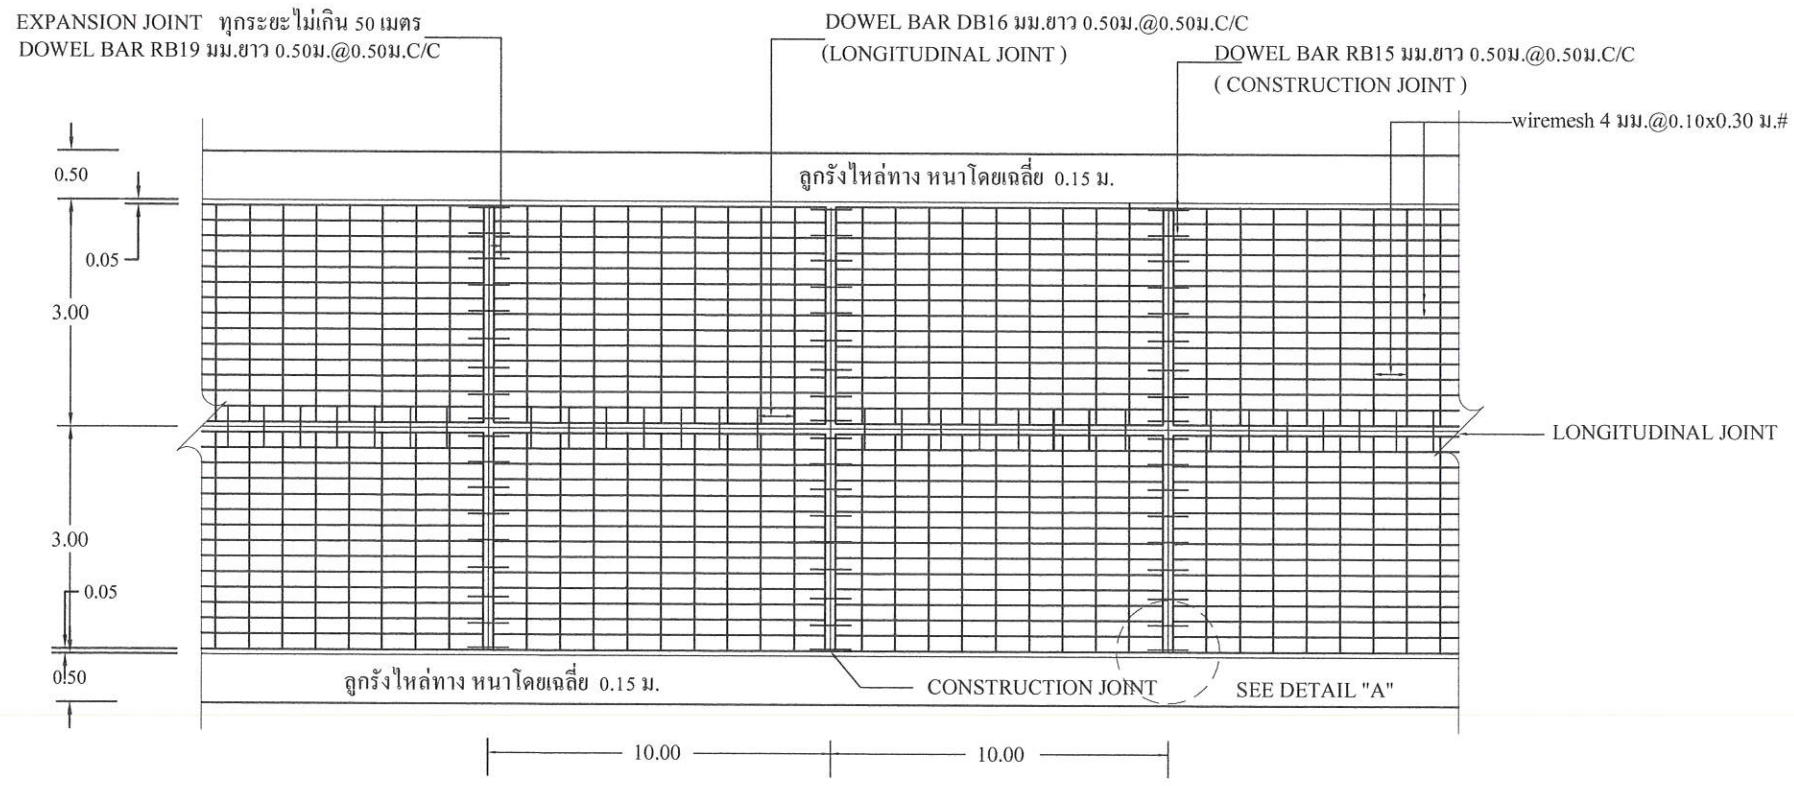 EXPANSION JOINT ทุกระยะไม่เกิน 50 เมตร
DOWEL BAR RB19 มม.ยาว 0.50ม.@0.50ม.C/C
DOWEL BAR DB16 มม.ยาว 0.50ม.@0.50ม.C/C
(LONGITUDINAL JOINT )
DOWEL BAR RB15 มม.ยาว 0.50ม.@0.50ม.C/C
( CONSTRUCTION JOINT )
wiremesh 4 มม.@0.10x0.30 ม.#
0.50
ลูกรังไหล่ทาง หนาโดยเฉลี่ย 0.15 ม.
0.05
3.00
LONGITUDINAL JOINT
3.00
0.05
0.50
ลูกรังไหล่ทาง หนาโดยเฉลี่ย 0.15 ม.
CONSTRUCTION JOINT
SEE DETAIL "A"
10.00
10.00